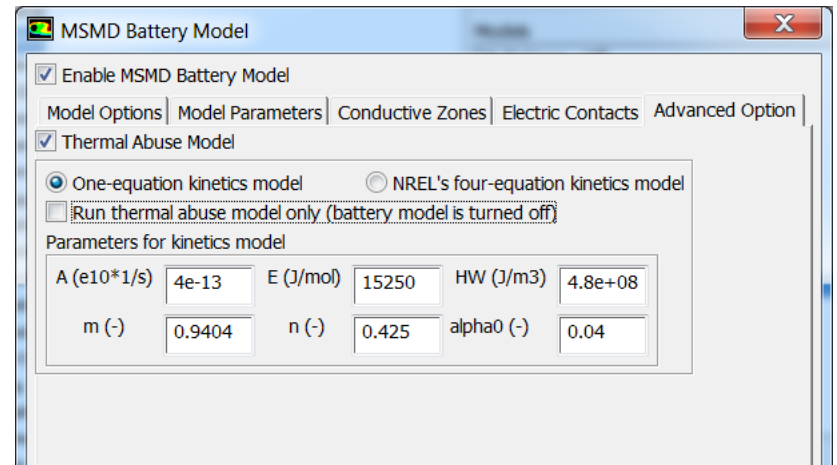 MSMD Battery Model
Enable MSMD Battery Model
Model Options Model Parameters Conductive Zones Electric Contacts Advanced Option
Thermal Abuse Model
One-equation kinetics model NREL's four-equation kinetics model
Run thermal abuse model only (battery model is turned off)
Parameters for kinetics model
A (e10*1/s) 4e-13 E (J/mol) 15250 HW (J/m3) 4.8e+08
m (-) 0.9404 n (-) 0.425 alpha0 (-) 0.04